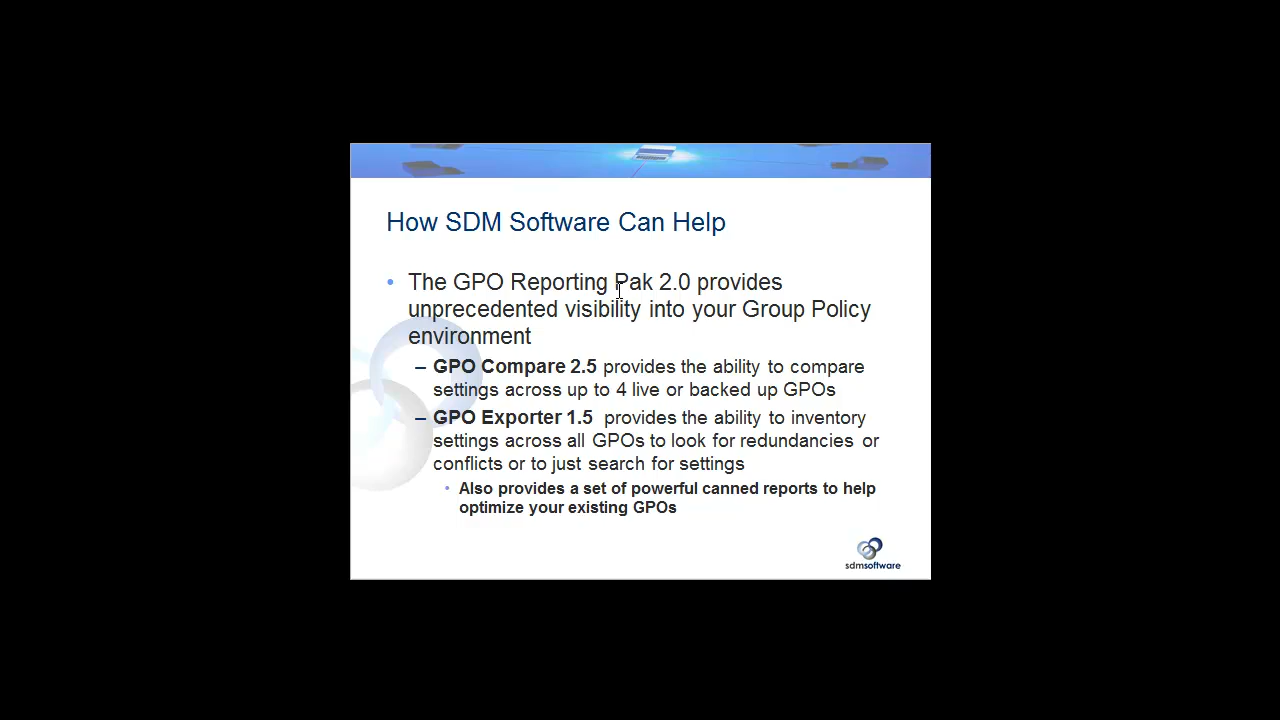 How SDM Software Can Help
• The GPO Reporting Pak 2.0 provides
unprecedented visibility into your Group Policy
environment
– GPO Compare 2.5 provides the ability to compare
settings across up to 4 live or backed up GPOs
– GPO Exporter 1.5 provides the ability to inventory
settings across all GPOs to look for redundancies or
conflicts or to just search for settings
• Also provides a set of powerful canned reports to help
optimize your existing GPOs
sdmsoftware